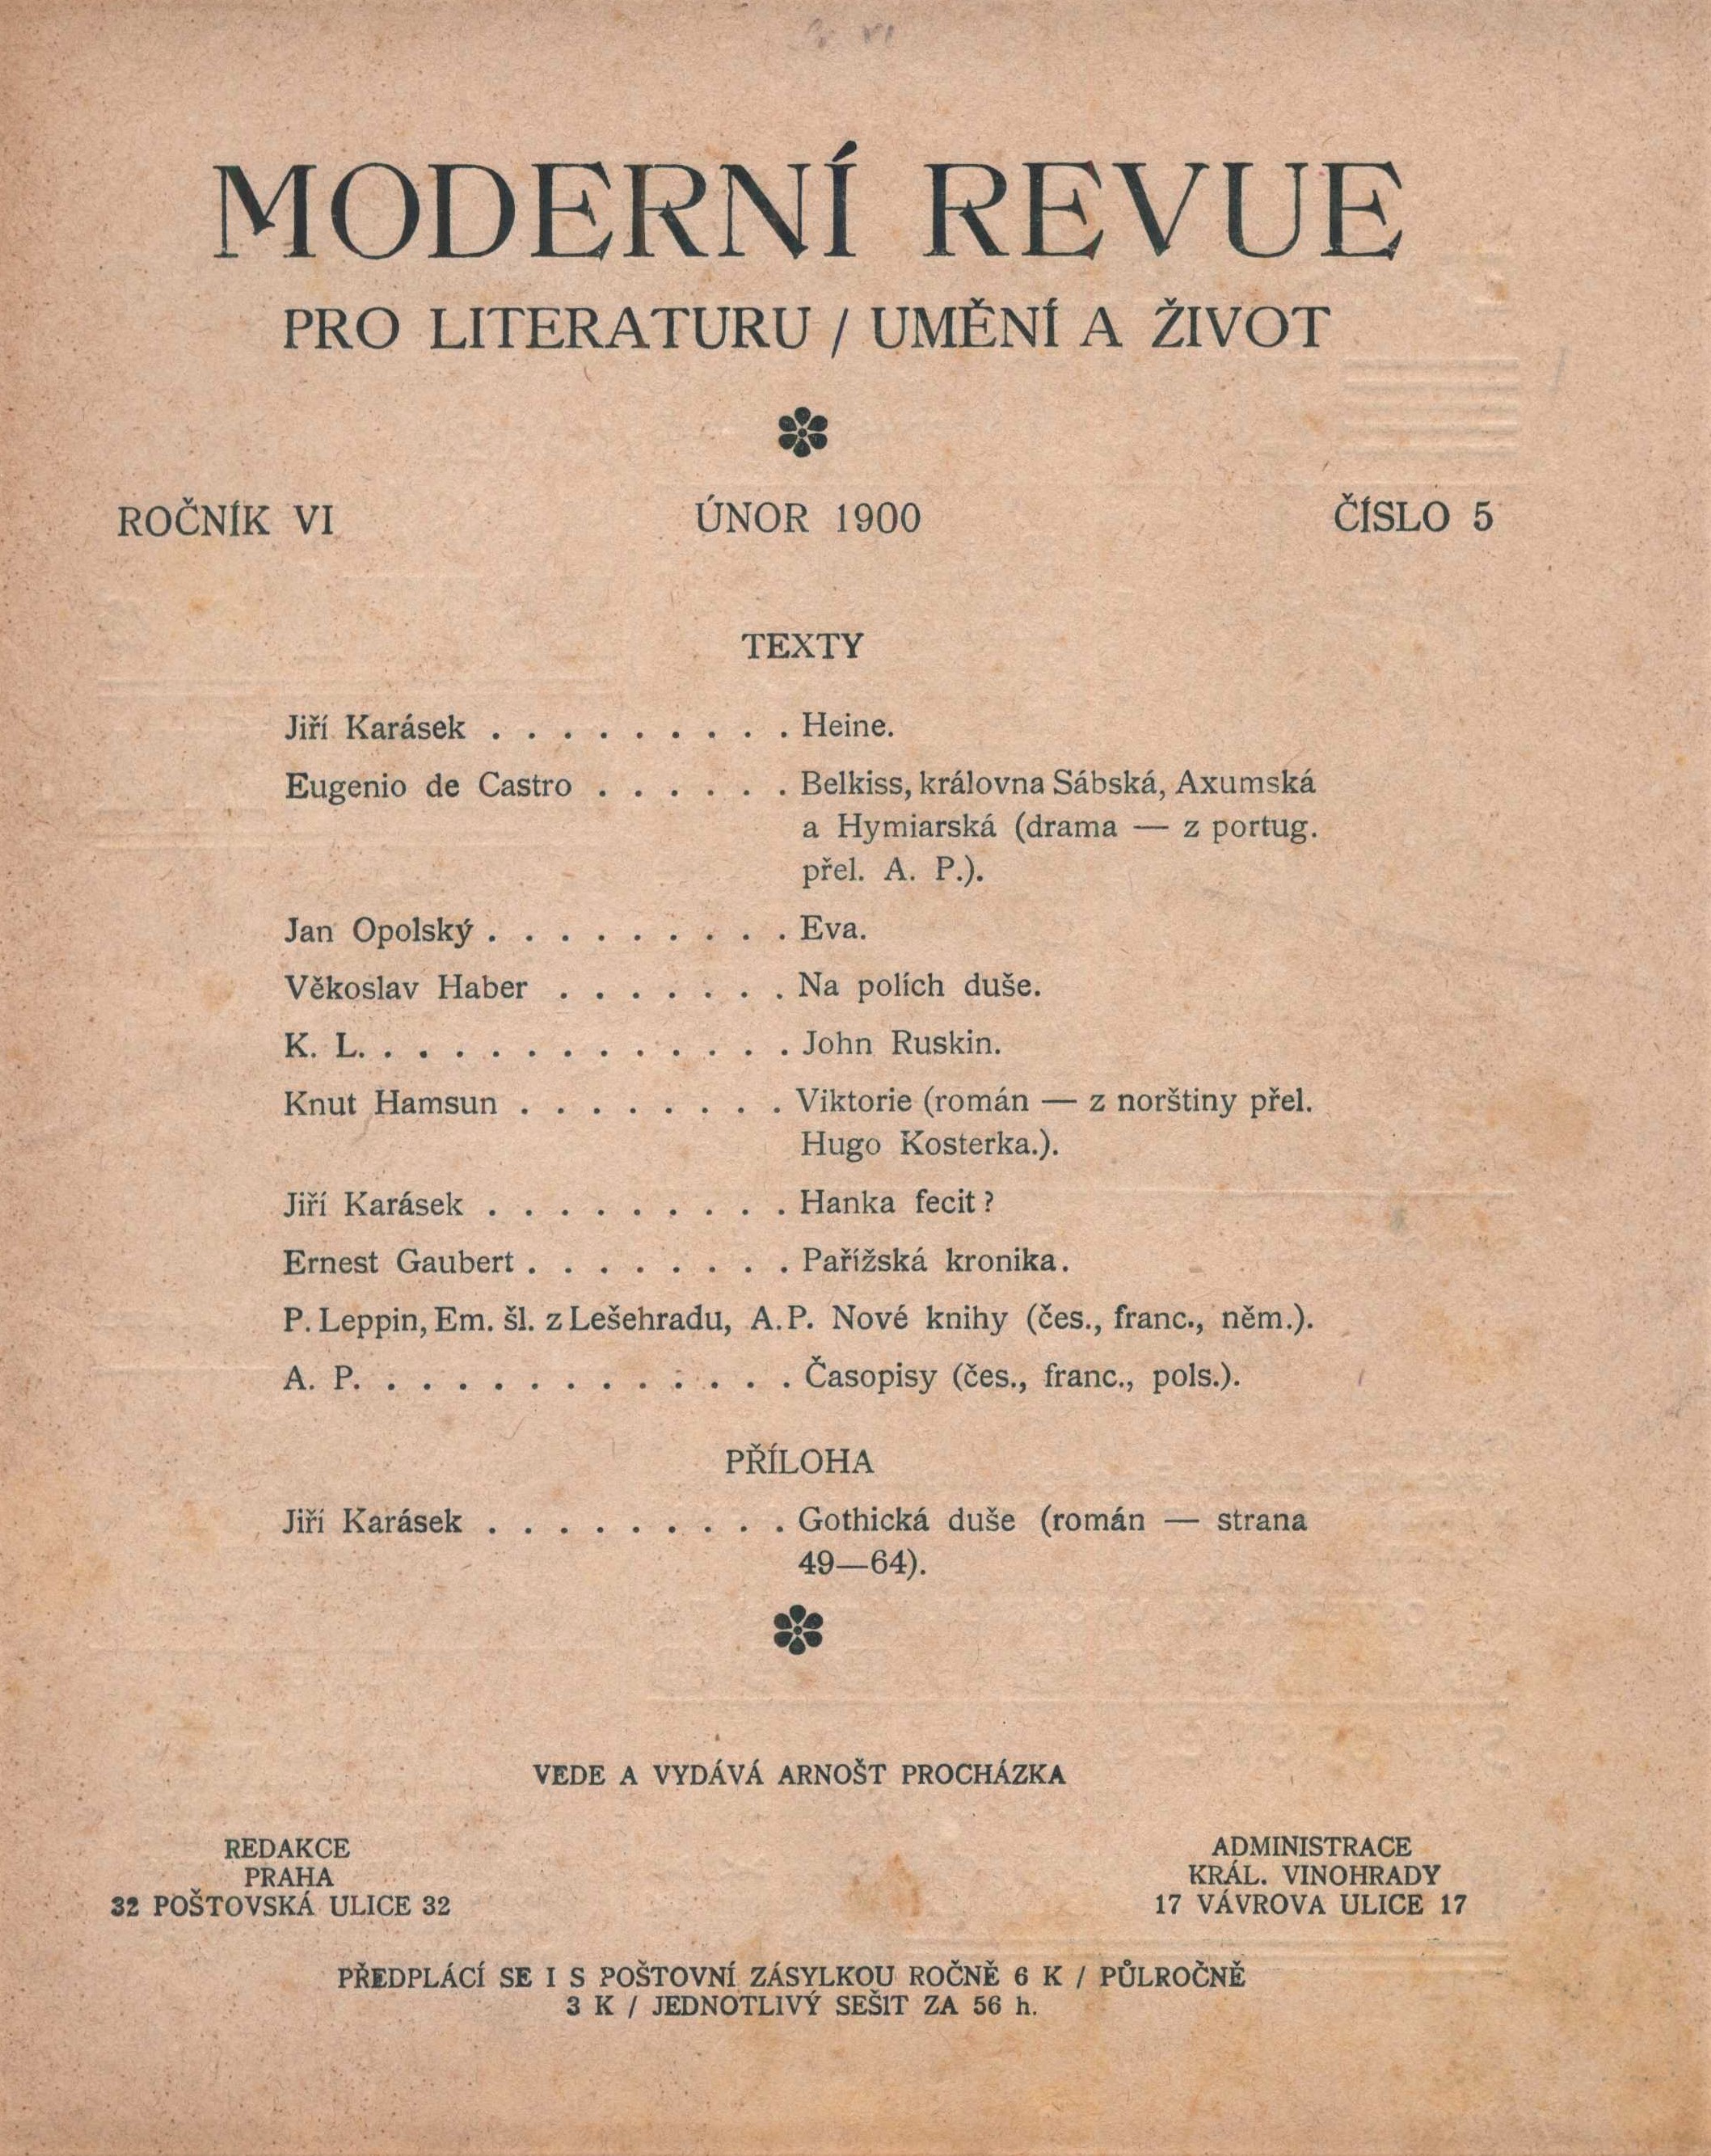 MODERNÍ REVUE
PRO LITERATURU / UMĚNÍ A ŽIVOT
ROČNÍK VI ÚNOR 1900 ČÍSLO 5
TEXTY
Jiří Karásek . . . . . . . . . Heine.
Eugenio de Castro . . . . . . Belkiss, královna Sábská, Axumská
a Hymiarská (drama — z portug.
přel. A. P.).
Jan Opolský . . . . . . . . . Eva.
Věkoslav Haber . . . . . . . Na polích duše.
K. L. . . . . . . . . . . . . John Ruskin.
Knut Hamsun . . . . . . . . Viktorie (román — z norštiny přel.
Hugo Kosterka.).
Jiří Karásek . . . . . . . . . Hanka fecit?
Ernest Gaubert . . . . . . . . Pařížská kronika.
P. Leppin, Em. šl. z Lešehradu, A. P. Nové knihy (čes., franc., něm.).
A. P. . . . . . . . . . . . . Časopisy (čes., franc., pols.).
PŘÍLOHA
Jiří Karásek . . . . . . . . . Gothická duše (román — strana
49—64).
VEDE A VYDÁVÁ ARNOŠT PROCHÁZKA
REDAKCE
PRAHA
32 POŠTOVSKÁ ULICE 32
ADMINISTRACE
KRÁL. VINOHRADY
17 VÁVROVA ULICE 17
PŘEDPLÁCÍ SE I S POŠTOVNÍ ZÁSYLKOU ROČNĚ 6 K / PŮLROČNĚ
3 K / JEDNOTLIVÝ SEŠIT ZA 56 h.